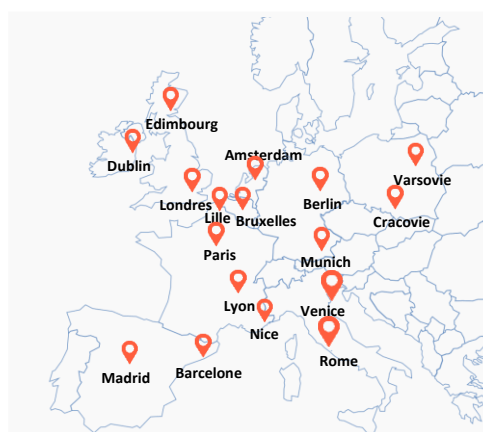 Edimbourg
Amsterdam
Dublin
Varsovie
Londres
Berlin
Lille
Bruxelles
Cracovie
Paris
Munich
Lyon
Venice
Nice
Rome
Madrid
Barcelone